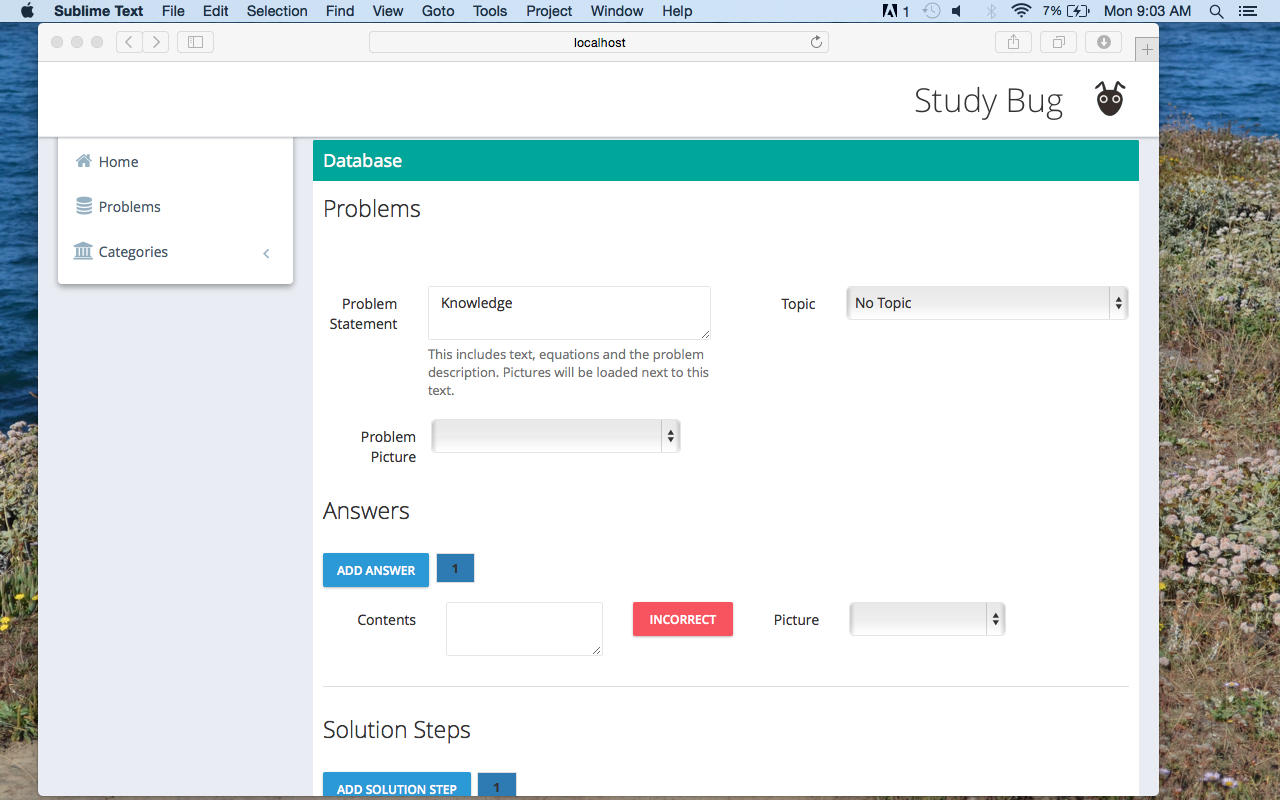 Sublime Text File Edit Selection Find View Goto Tools Project Window Help 1 7% Mon 9:03 AM
localhost
Study Bug
Home
Problems
Categories
Database
Problems
Problem Statement
Knowledge
Topic
No Topic
This includes text, equations and the problem
description. Pictures will be loaded next to this
text.
Problem
Picture
Answers
ADD ANSWER 1
Contents
INCORRECT
Picture
Solution Steps
ADD SOLUTION STEP 1